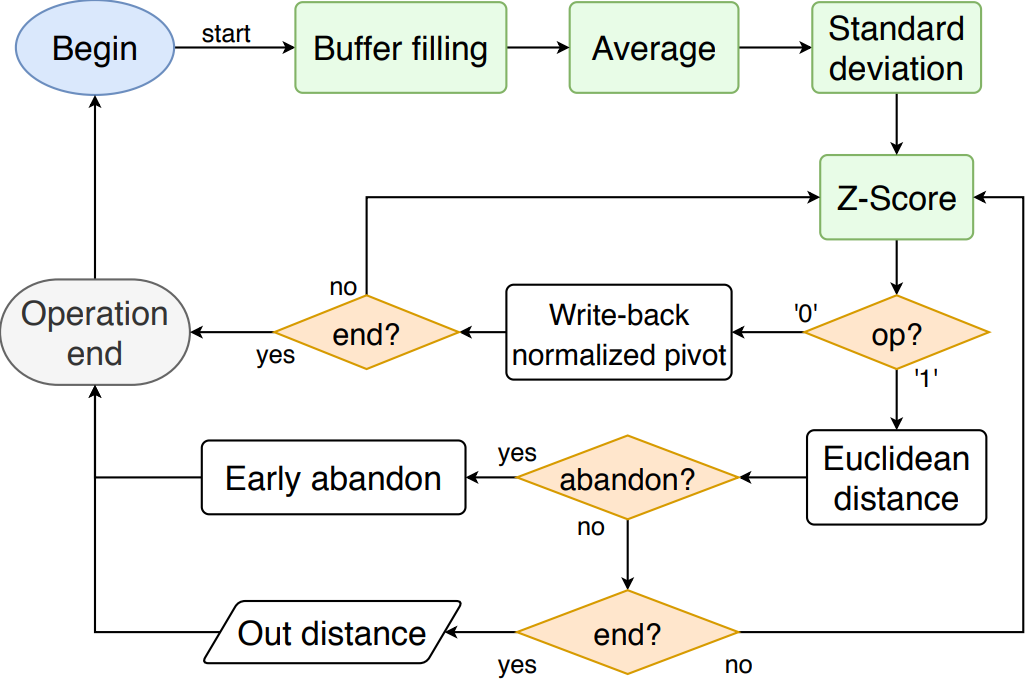 Begin
start
Buffer filling
Average
Standard
deviation
Z-Score
Operation
end
no
end?
yes
Write-back
normalized pivot
'0'
op?
'1'
Early abandon
yes
abandon?
no
Euclidean
distance
Out distance
yes
end?
no